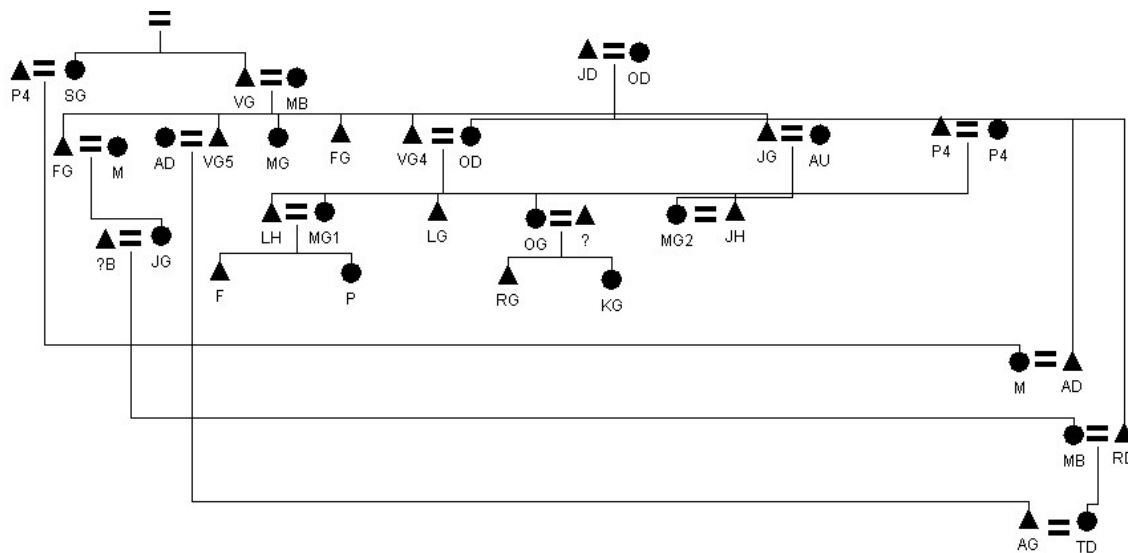 P4 SG
VG MB
JD OD
FG M
AD VG5
MG
FG
VG4 OD
JG AU
P4 P4
LH MG1
LG
OG ?
MG2 JH
?B JG
F
P
RG
KG
M AD
MB RD
AG TD